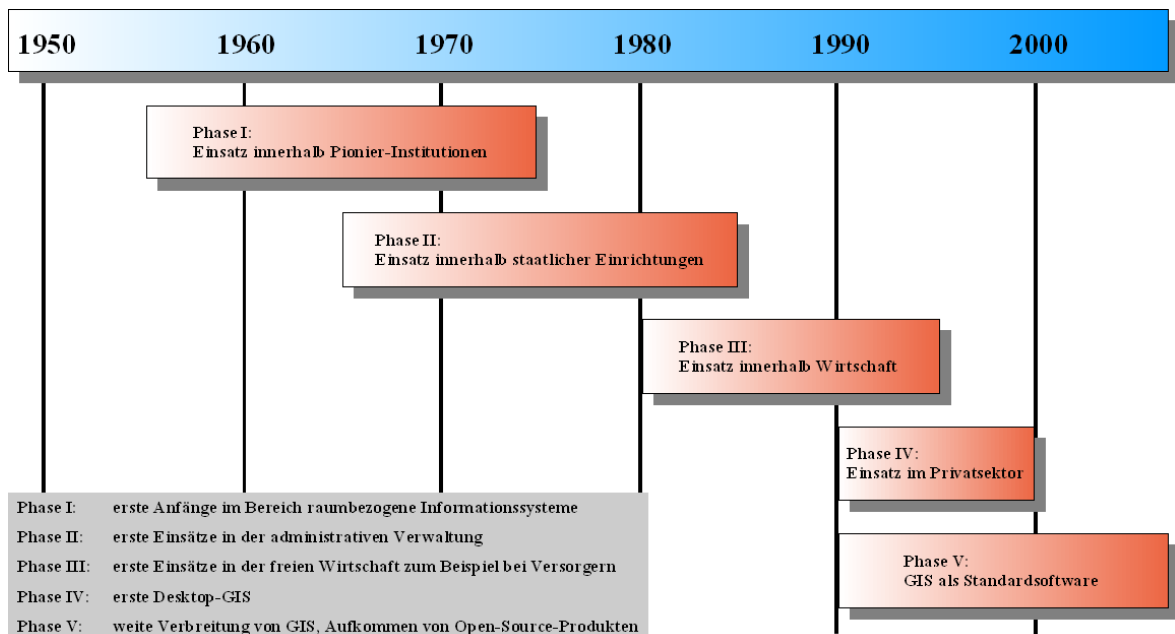 1950 1960 1970 1980 1990 2000
Phase I:
Einsatz innerhalb Pionier-Institutionen
Phase II:
Einsatz innerhalb staatlicher Einrichtungen
Phase III:
Einsatz innerhalb Wirtschaft
Phase IV:
Einsatz im Privatsektor
Phase V:
GIS als Standardsoftware
Phase I: erste Anfänge im Bereich raumbezogene Informationssysteme
Phase II: erste Einsätze in der administrativen Verwaltung
Phase III: erste Einsätze in der freien Wirtschaft zum Beispiel bei Versorgern
Phase IV: erste Desktop-GIS
Phase V: weite Verbreitung von GIS, Aufkommen von Open-Source-Produkten